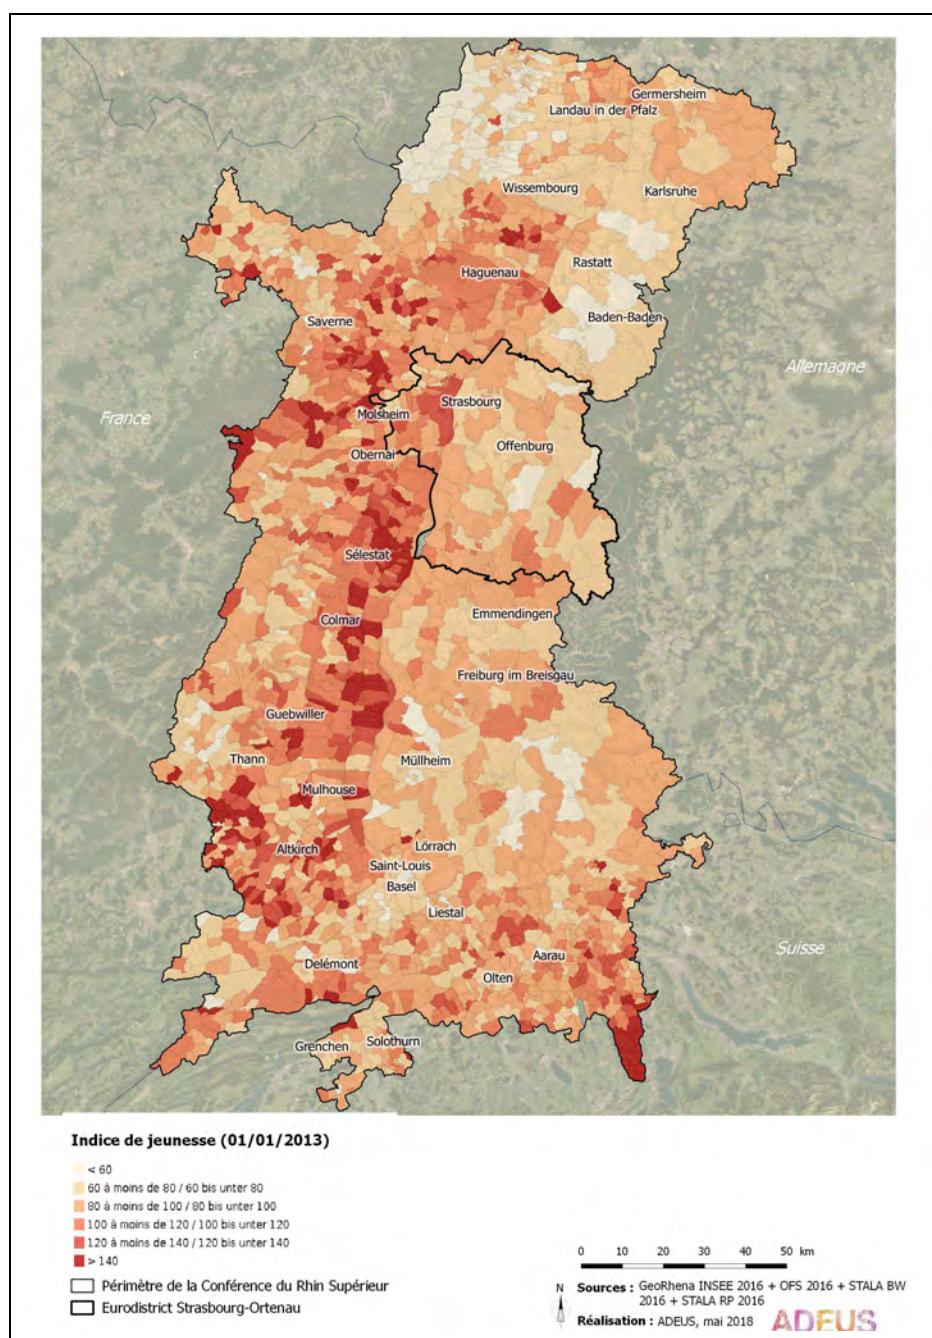 Germersheim
Landau in der Pfalz
Wissembourg
Karlsruhe
Haguenau
Rastatt
Baden-Baden
Saverne
Allemagne
France
Molsheim
Strasbourg
Obernai
Offenburg
Sélestat
Colmar
Emmendingen
Freiburg im Breisgau
Guebwiller
Thann
Müllheim
Mulhouse
Altkirch
Lörrach
Saint-Louis
Basel
Liestal
Delémont
Aarau
Olten
Suisse
Grenchen
Solothurn
Indice de jeunesse (01/01/2013)
< 60
60 à moins de 80 / 60 bis unter 80
80 à moins de 100 / 80 bis unter 100
100 à moins de 120 / 100 bis unter 120
120 à moins de 140 / 120 bis unter 140
> 140
Périmètre de la Conférence du Rhin Supérieur
Eurodistrict Strasbourg-Ortenau
0 10 20 30 40 50 km
N
Sources : GeoRhena INSEE 2016 + OFS 2016 + STALA BW
2016 + STALA RP 2016
Réalisation : ADEUS, mai 2018
ADEUS